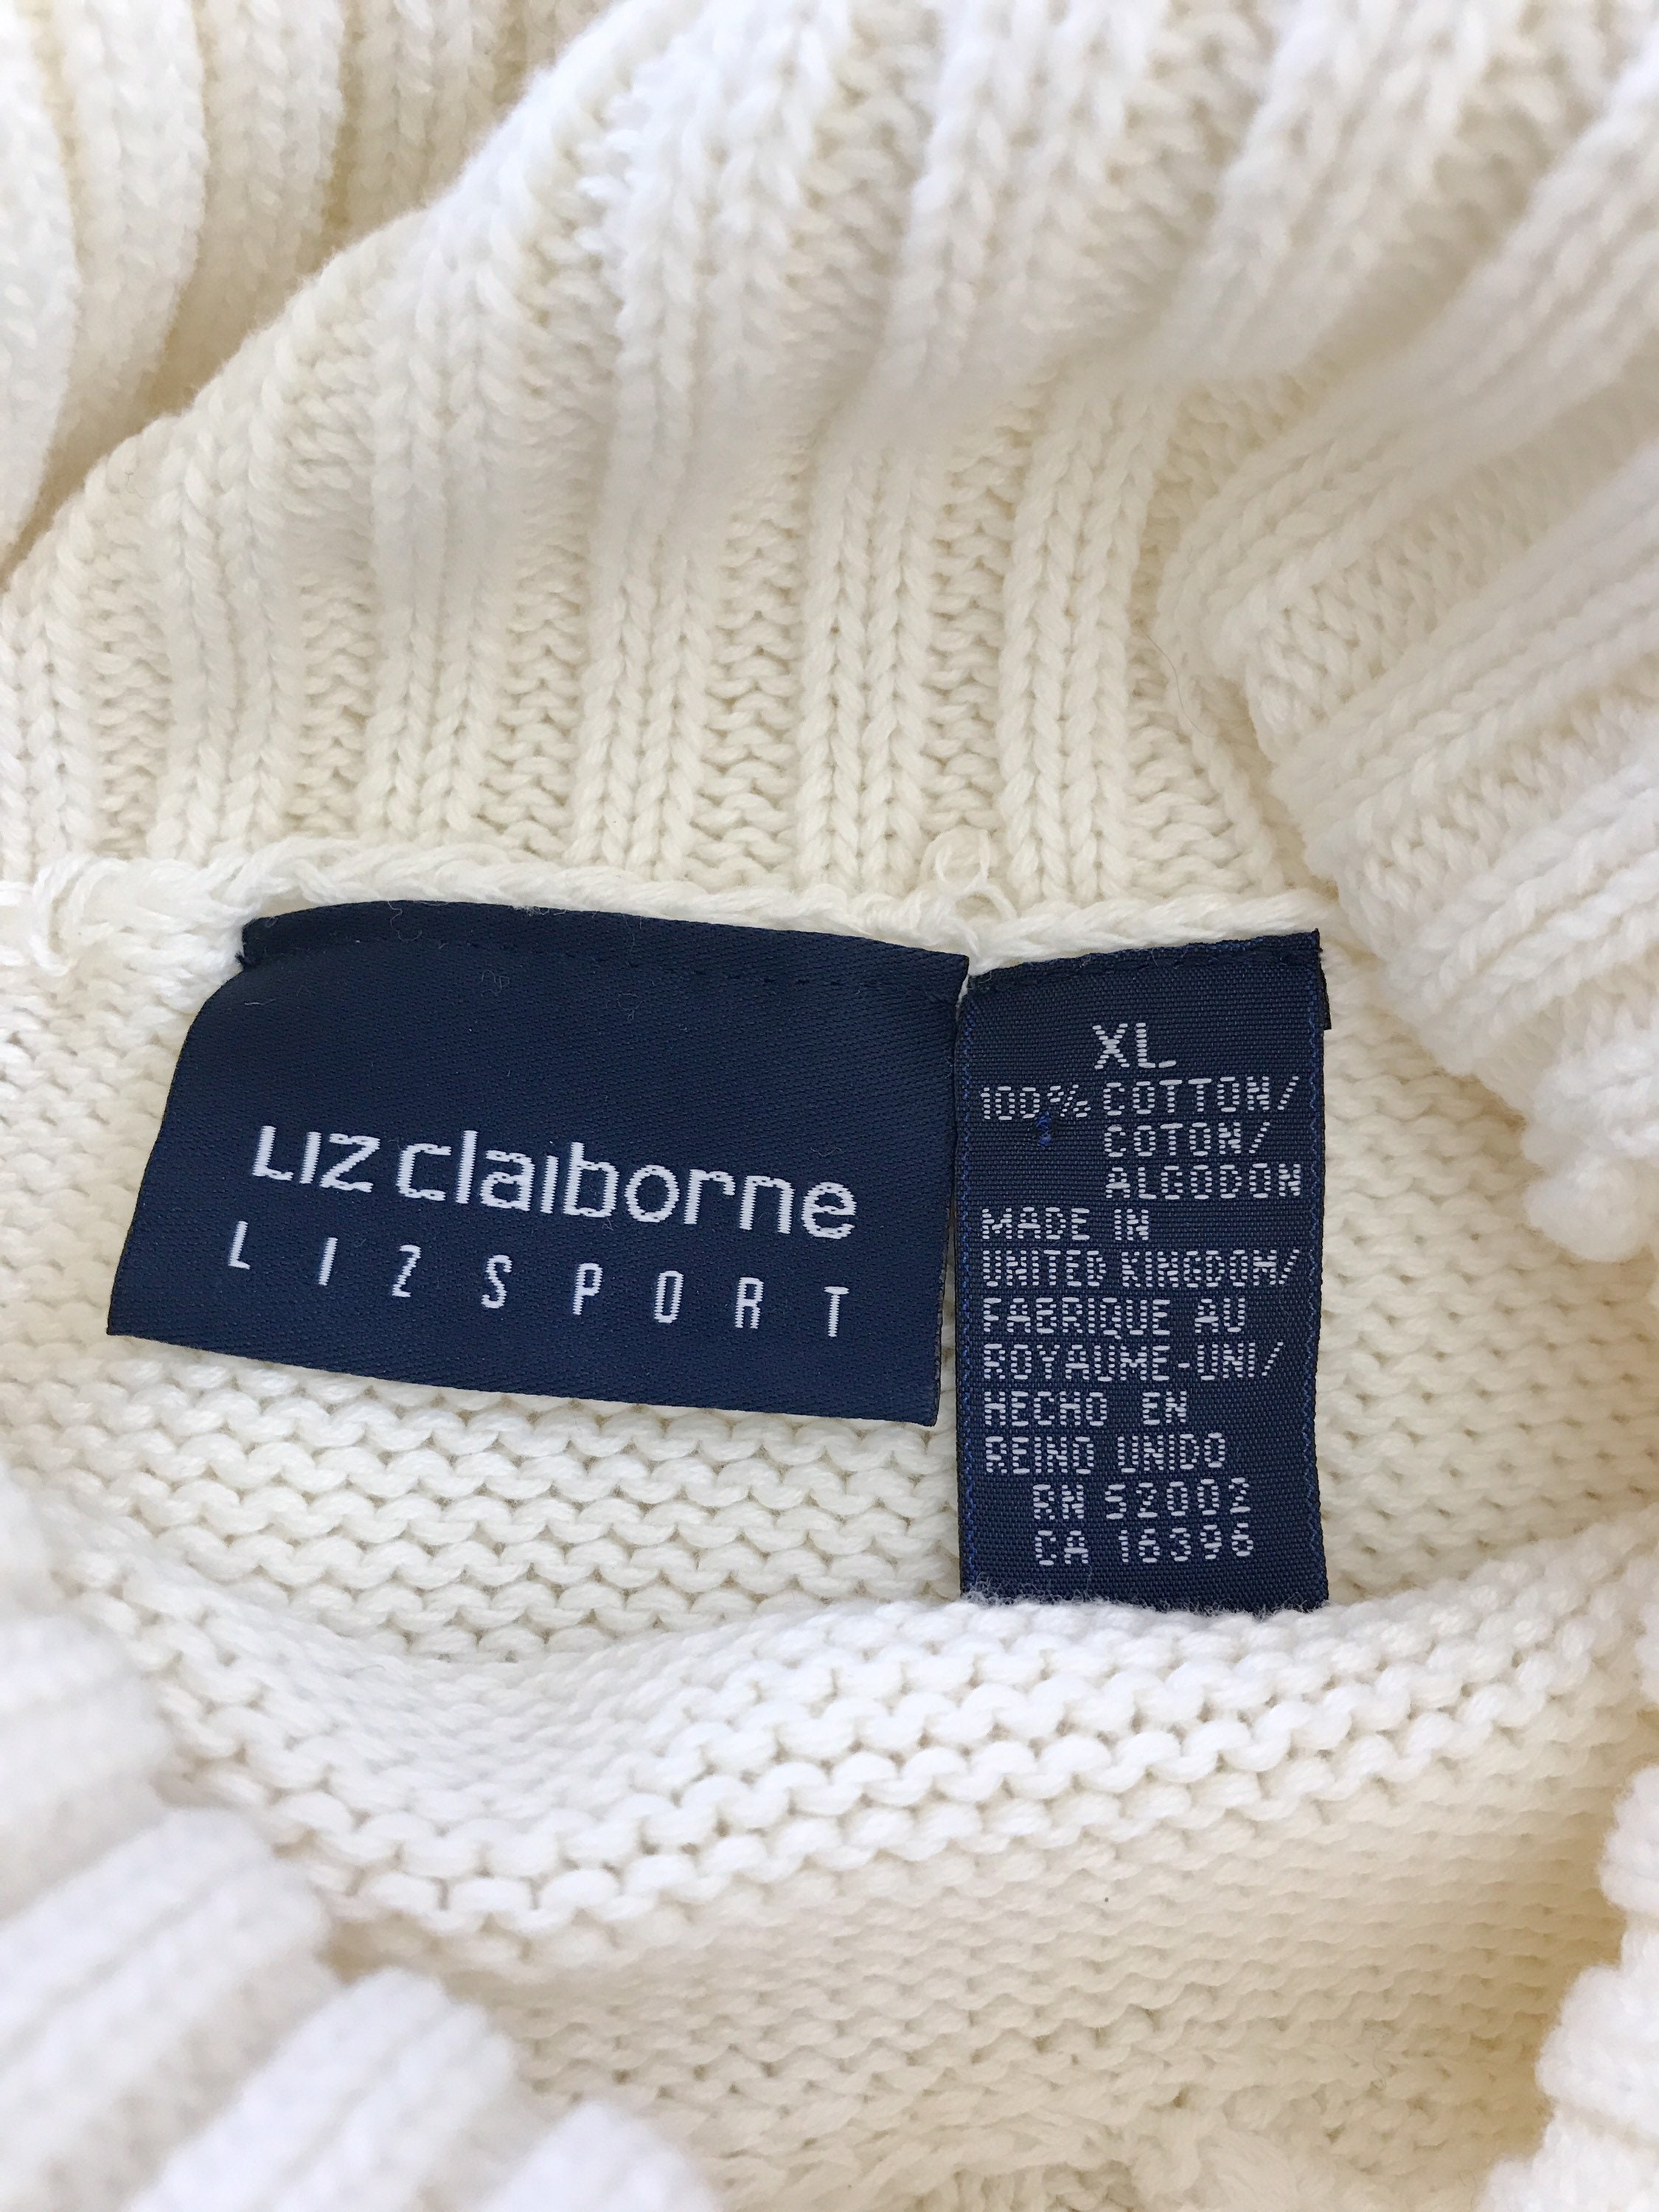 Liz claiborne
LIZSPORT
XL
100% COTTON/
COTON/
ALGODON
MADE IN
UNITED KINGDOM/
FABRIQUE AU
ROYAUME-UNI/
HECHO EN
REINO UNIDO
RN 52002
CA 16396